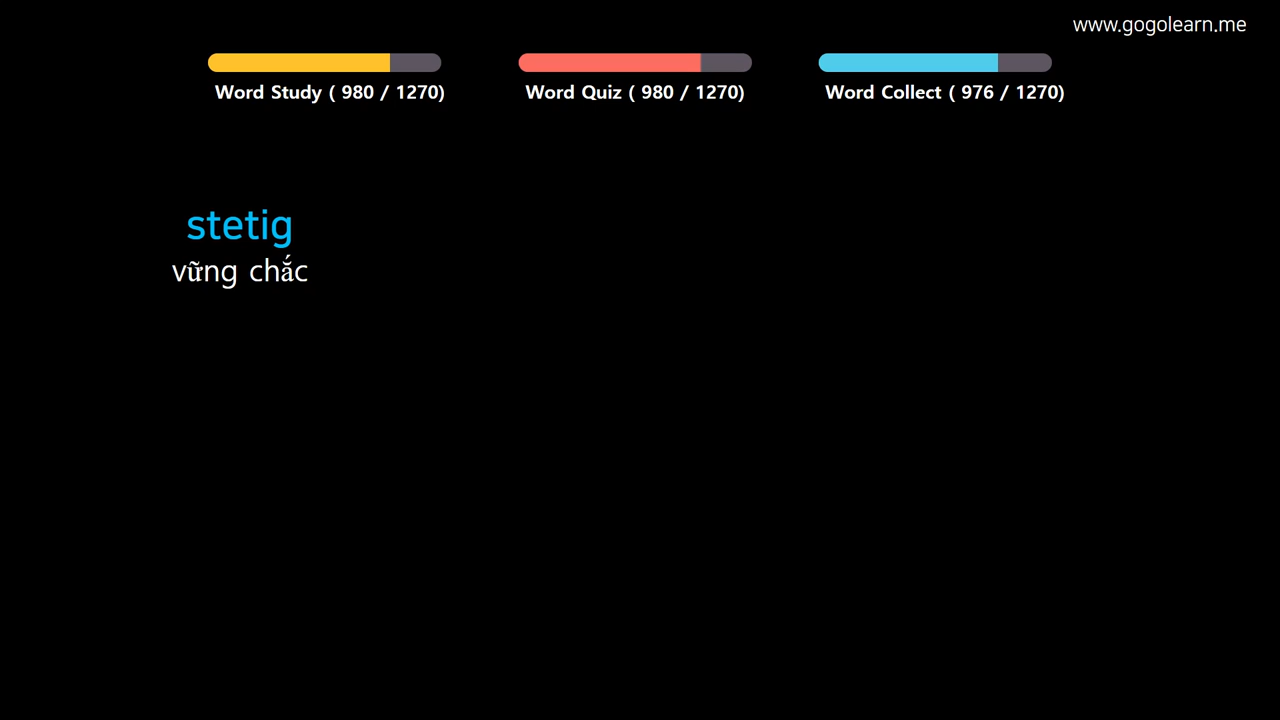 www.gogolearn.me
Word Study ( 980 / 1270)
Word Quiz ( 980 / 1270)
Word Collect ( 976 / 1270)
stetig
vững chắc